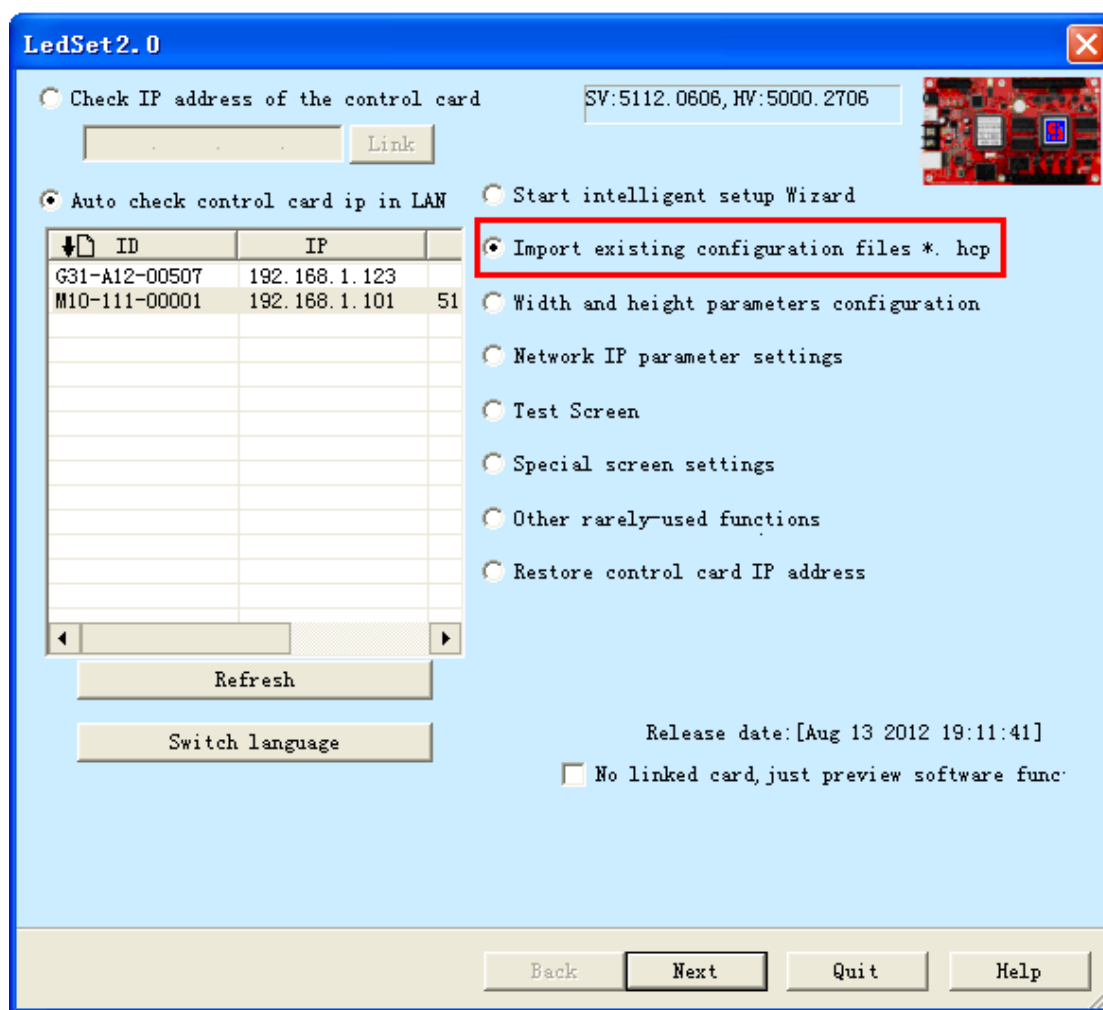 LedSet2.0
Check IP address of the control card
SV:5112.0606,HV:5000.2706
Link
Auto check control card ip in LAN
ID IP
G31-A12-00507 192.168.1.123
M10-111-00001 192.168.1.101 51
Refresh
Switch language
Start intelligent setup Wizard
Import existing configuration files *. hcp
Width and height parameters configuration
Network IP parameter settings
Test Screen
Special screen settings
Other rarely-used functions
Restore control card IP address
Release date:[Aug 13 2012 19:11:41]
No linked card,just preview software func
Back Next Quit Help